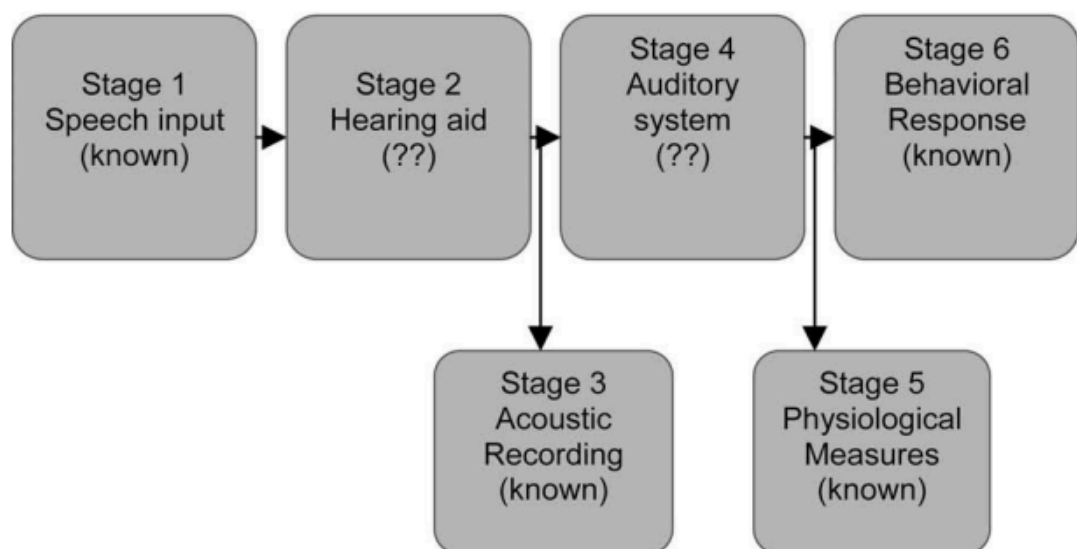 Stage 1
Speech input
(known)
Stage 2
Hearing aid
(??)
Stage 4
Auditory
system
(??)
Stage 6
Behavioral
Response
(known)
Stage 3
Acoustic
Recording
(known)
Stage 5
Physiological
Measures
(known)